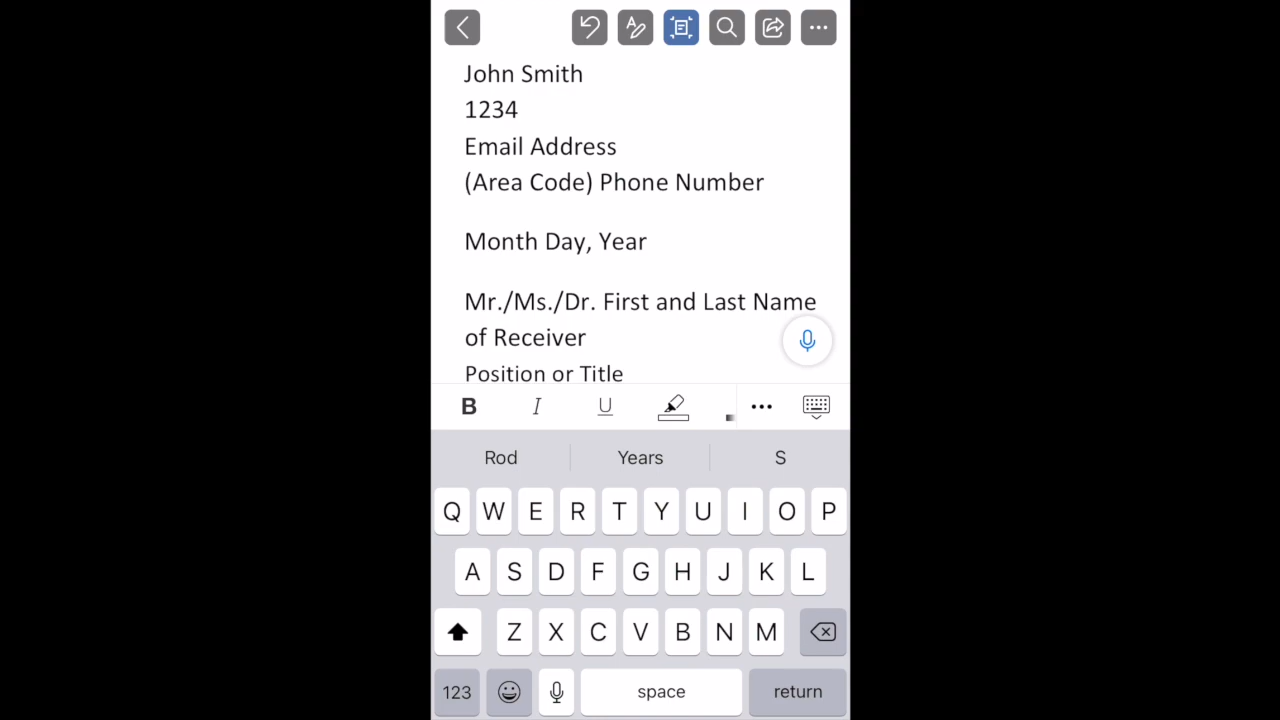 John Smith
1234
Email Address
(Area Code) Phone Number
Month Day, Year
Mr./Ms./Dr. First and Last Name
of Receiver
Position or Title
B I U
Rod Years S
Q W E R T Y U I O P
A S D F G H J K L
Z X C V B N M
123 space return